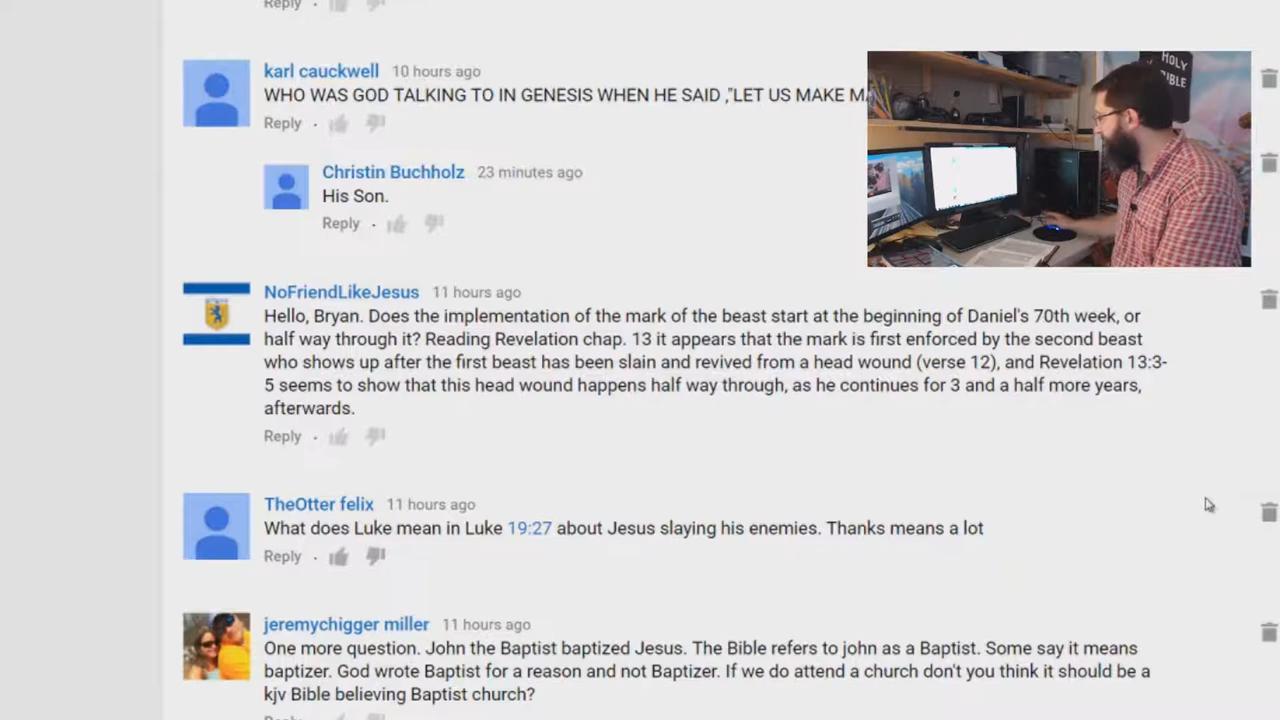 Reply
karl cauckwell 10 hours ago
WHO WAS GOD TALKING TO IN GENESIS WHEN HE SAID ,"LET US MAKE
Reply ·
Christin Buchholz 23 minutes ago
His Son.
Reply ·
HOLY
BIBLE
NoFriendLikeJesus 11 hours ago
Hello, Bryan. Does the implementation of the mark of the beast start at the beginning of Daniel's 70th week, or
half way through it? Reading Revelation chap. 13 it appears that the mark is first enforced by the second beast
who shows up after the first beast has been slain and revived from a head wound (verse 12), and Revelation 13:3-
5 seems to show that this head wound happens half way through, as he continues for 3 and a half more years,
afterwards.
Reply ·
TheOtter felix 11 hours ago
What does Luke mean in Luke 19:27 about Jesus slaying his enemies. Thanks means a lot
Reply ·
jeremychigger miller 11 hours ago
One more question. John the Baptist baptized Jesus. The Bible refers to john as a Baptist. Some say it means
baptizer. God wrote Baptist for a reason and not Baptizer. If we do attend a church don't you think it should be a
kjv Bible believing Baptist church?
Reply